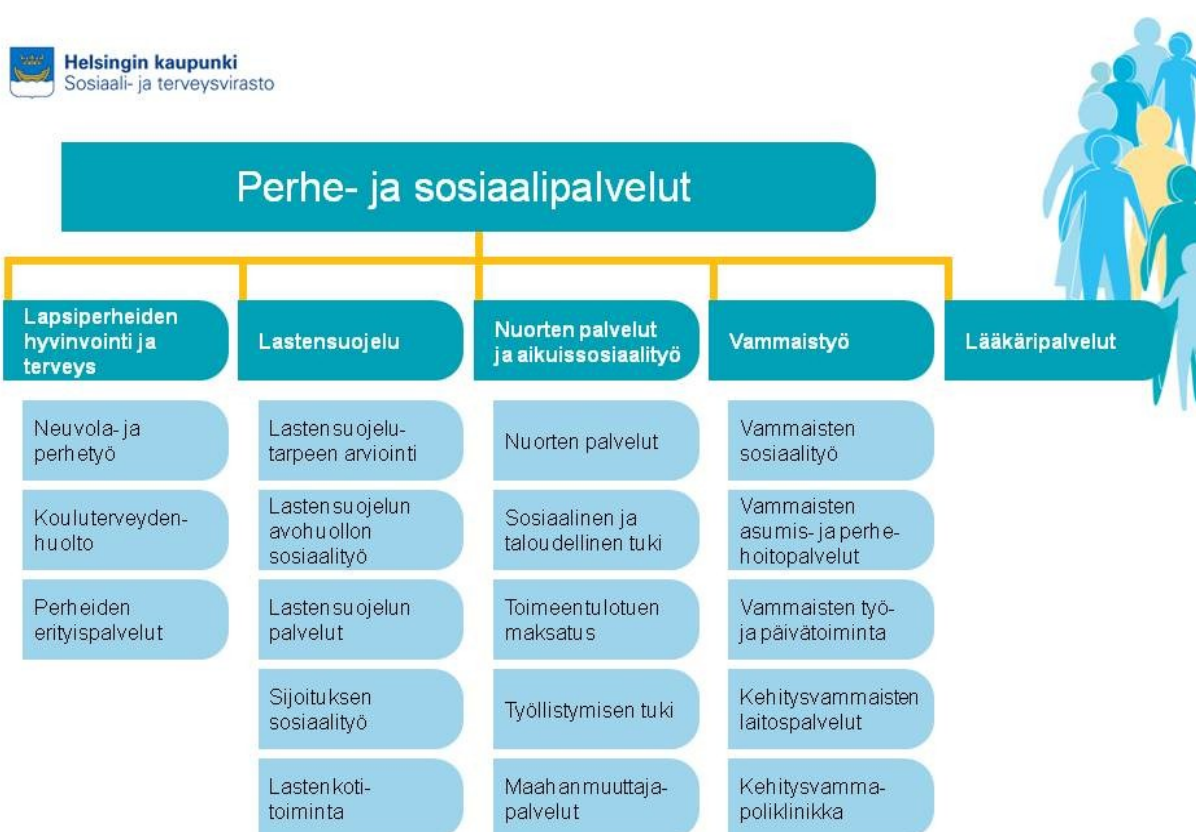 Helsingin kaupunki
Sosiaali- ja terveysvirasto
Perhe- ja sosiaalipalvelut
Lapsiperheiden
hyvinvointi ja
terveys
Neuvola- ja
perhetyö
Kouluterveyden-
huolto
Perheiden
erityispalvelut
Lastensuojelu
Lastensuojelu-
tarpeen arviointi
Lastensuojelun
avohuollon
sosiaalityö
Lastensuojelun
palvelut
Sijoituksen
sosiaalityö
Lastenkoti-
toiminta
Nuorten palvelut
ja aikuissosiaalityö
Nuorten palvelut
Sosiaalinen ja
taloudellinen tuki
Toimeentulotuen
maksatus
Työllistymisen tuki
Maahanmuuttaja-
palvelut
Vammaistyö
Vammaisten
sosiaalityö
Vammaisten
asumis- ja perhe-
hoitopalvelut
Vammaisten työ-
ja päivätoiminta
Kehitysvammaisten
laitospalvelut
Kehitysvamma-
poliklinikka
Lääkäripalvelut